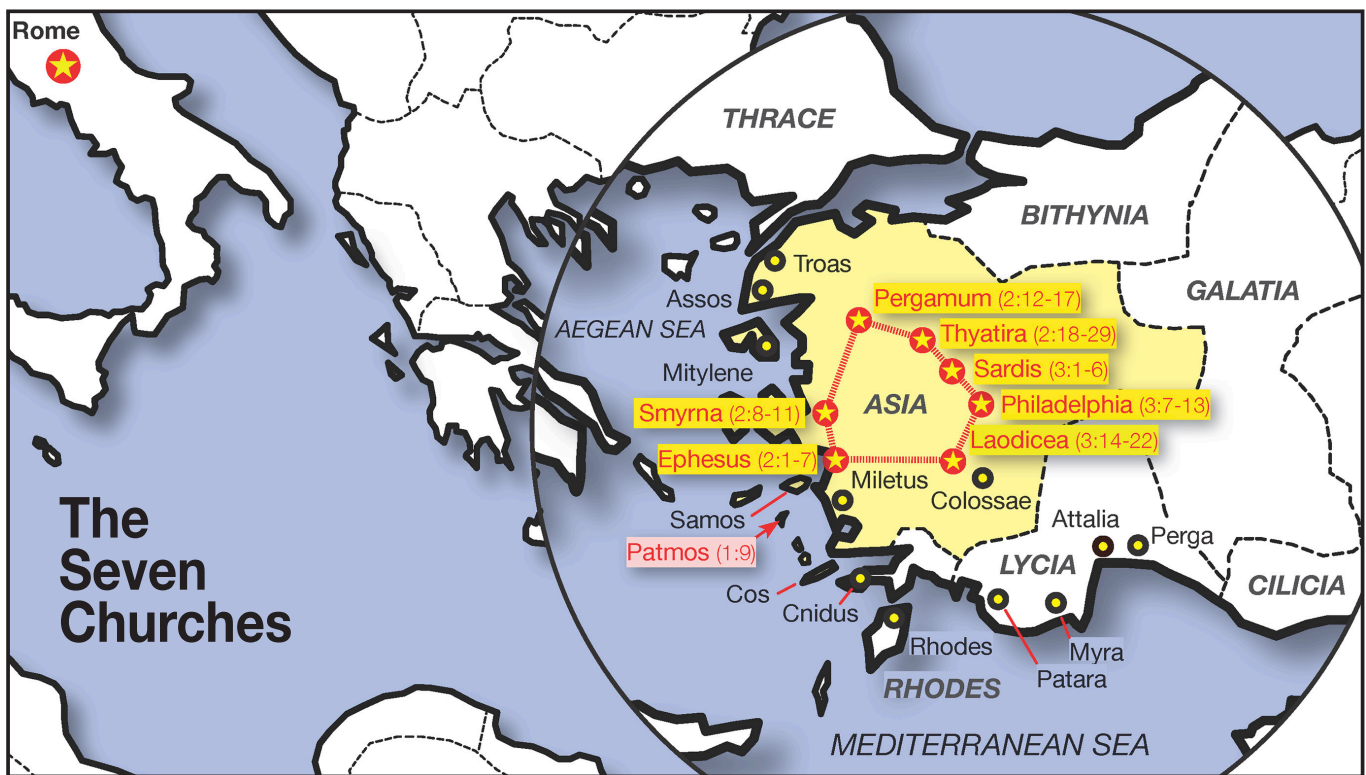 Rome
THRACE
BITHYNIA
Troas
GALATIA
Assos
Pergamum (2:12-17)
AEGEAN SEA
Thyatira (2:18-29)
Mitylene
Sardis (3:1-6)
Smyrna (2:8-11)
ASIA
Philadelphia (3:7-13)
Laodicea (3:14-22)
Ephesus (2:1-7)
Miletus
Colossae
The
Seven
Churches
Samos
Attalia
Perga
Patmos (1:9)
LYCIA
CILICIA
Cos
Cnidus
Rhodes
Myra
Patara
RHODES
MEDITERRANEAN SEA